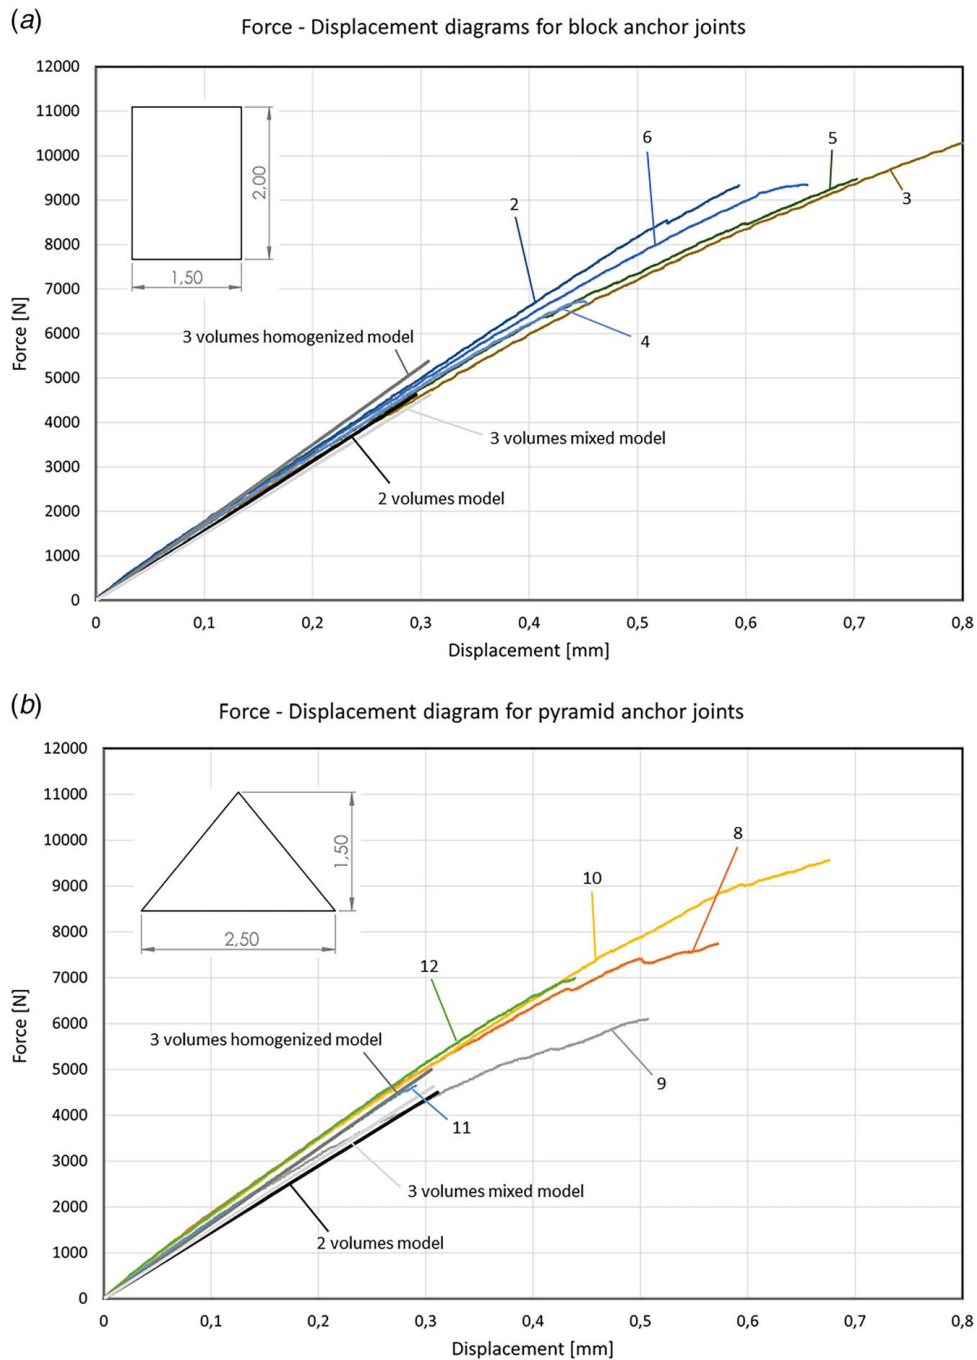 (a)
Force - Displacement diagrams for block anchor joints
12000
11000
10000
9000
8000
7000
6000
5000
4000
3000
2000
1000
0
Force [N]
2,00
1,50
2
6
5
3
4
3 volumes homogenized model
3 volumes mixed model
2 volumes model
0 0,1 0,2 0,3 0,4 0,5 0,6 0,7 0,8
Displacement [mm]
(b)
Force - Displacement diagram for pyramid anchor joints
12000
11000
10000
9000
8000
7000
6000
5000
4000
3000
2000
1000
0
Force [N]
1,50
2,50
8
10
12
3 volumes homogenized model
9
11
3 volumes mixed model
2 volumes model
0 0,1 0,2 0,3 0,4 0,5 0,6 0,7 0,8
Displacement [mm]